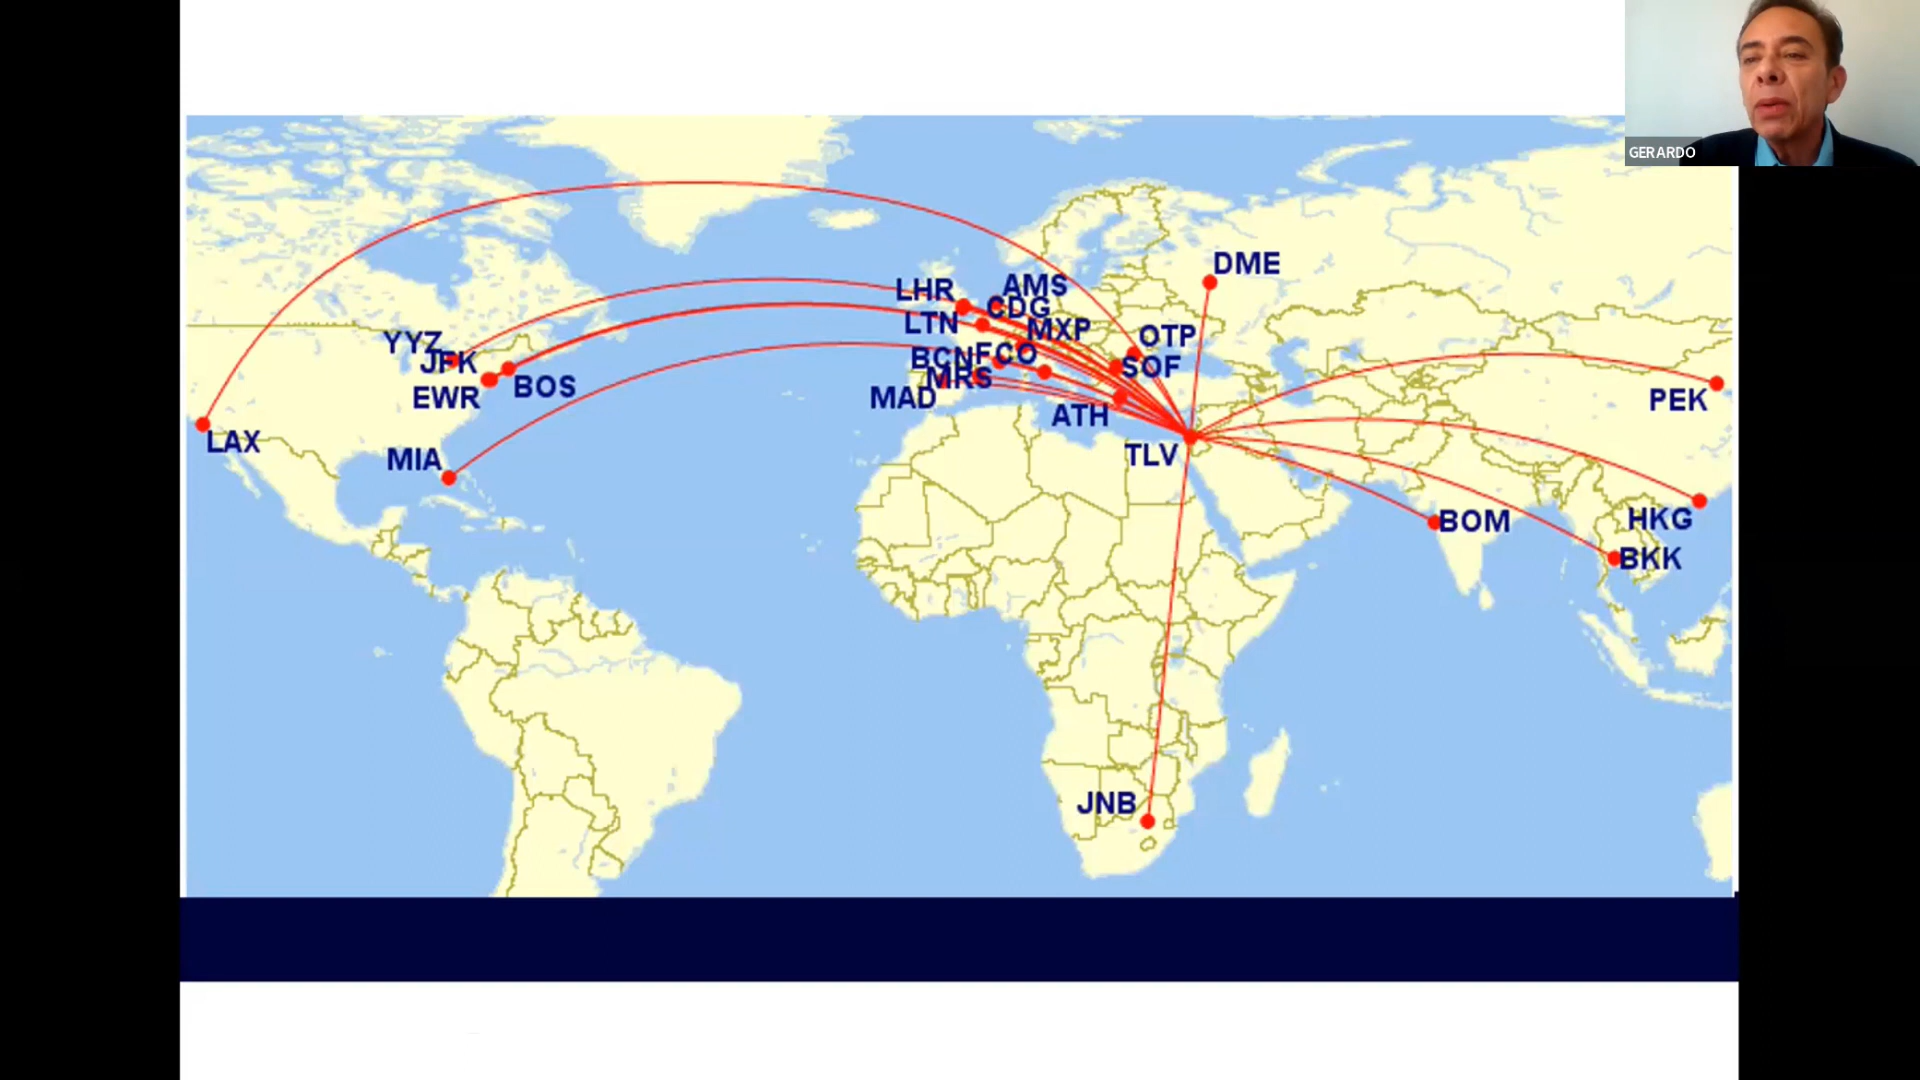 GERARDO
DME
LHR
AMS
CDG
LTN
MXP
OTP
YYZ
JFK
BCN
FCO
SOF
MRS
EWR
BOS
MAD
PEK
ATH
LAX
MIA
TLV
BOM
HKG
BKK
JNB